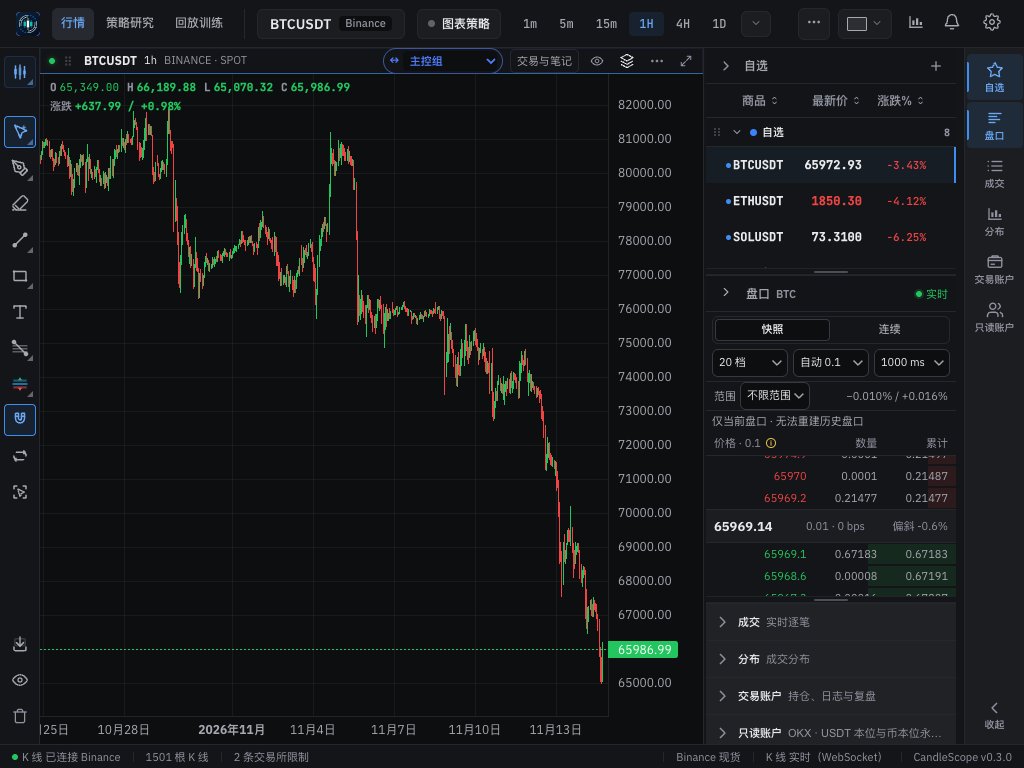 行情 策略研究 回放训练 BTCUSDT Binance 图表策略 1m 5m 15m 1H 4H 1D
BTCUSDT 1h BINANCE · SPOT 主控组 交易与笔记
O 65,349.00 H 66,189.88 L 65,070.32 C 65,986.99
涨跌 +637.99 / +0.98%
82000.00
81000.00
80000.00
79000.00
78000.00
77000.00
76000.00
75000.00
74000.00
73000.00
72000.00
71000.00
70000.00
69000.00
68000.00
67000.00
65986.99
65000.00
25日 10月28日 2026年11月 11月4日 11月7日 11月10日 11月13日
自选
商品 最新价 涨跌%
自选 8
BTCUSDT 65972.93 -3.43%
ETHUSDT 1850.30 -4.12%
SOLUSDT 73.3100 -6.25%
盘口 BTC 实时
快照 连续
20 档 自动 0.1 1000 ms
范围 不限范围 −0.010% / +0.016%
仅当前盘口 · 无法重建历史盘口
价格 · 0.1 数量 累计
65970 0.0001 0.21487
65969.2 0.21477 0.21477
65969.14 0.01 · 0 bps 偏斜 -0.6%
65969.1 0.67183 0.67183
65968.6 0.00008 0.67191
成交 实时逐笔
分布 成交分布
交易账户 持仓、日志与复盘
只读账户 OKX · USDT 本位与币本位永...
自选
盘口
成交
分布
交易账户
只读账户
收起
K 线 已连接 Binance 1501 根 K 线 2 条交易所限制 Binance 现货 K 线 实时 (WebSocket) CandleScope v0.3.0